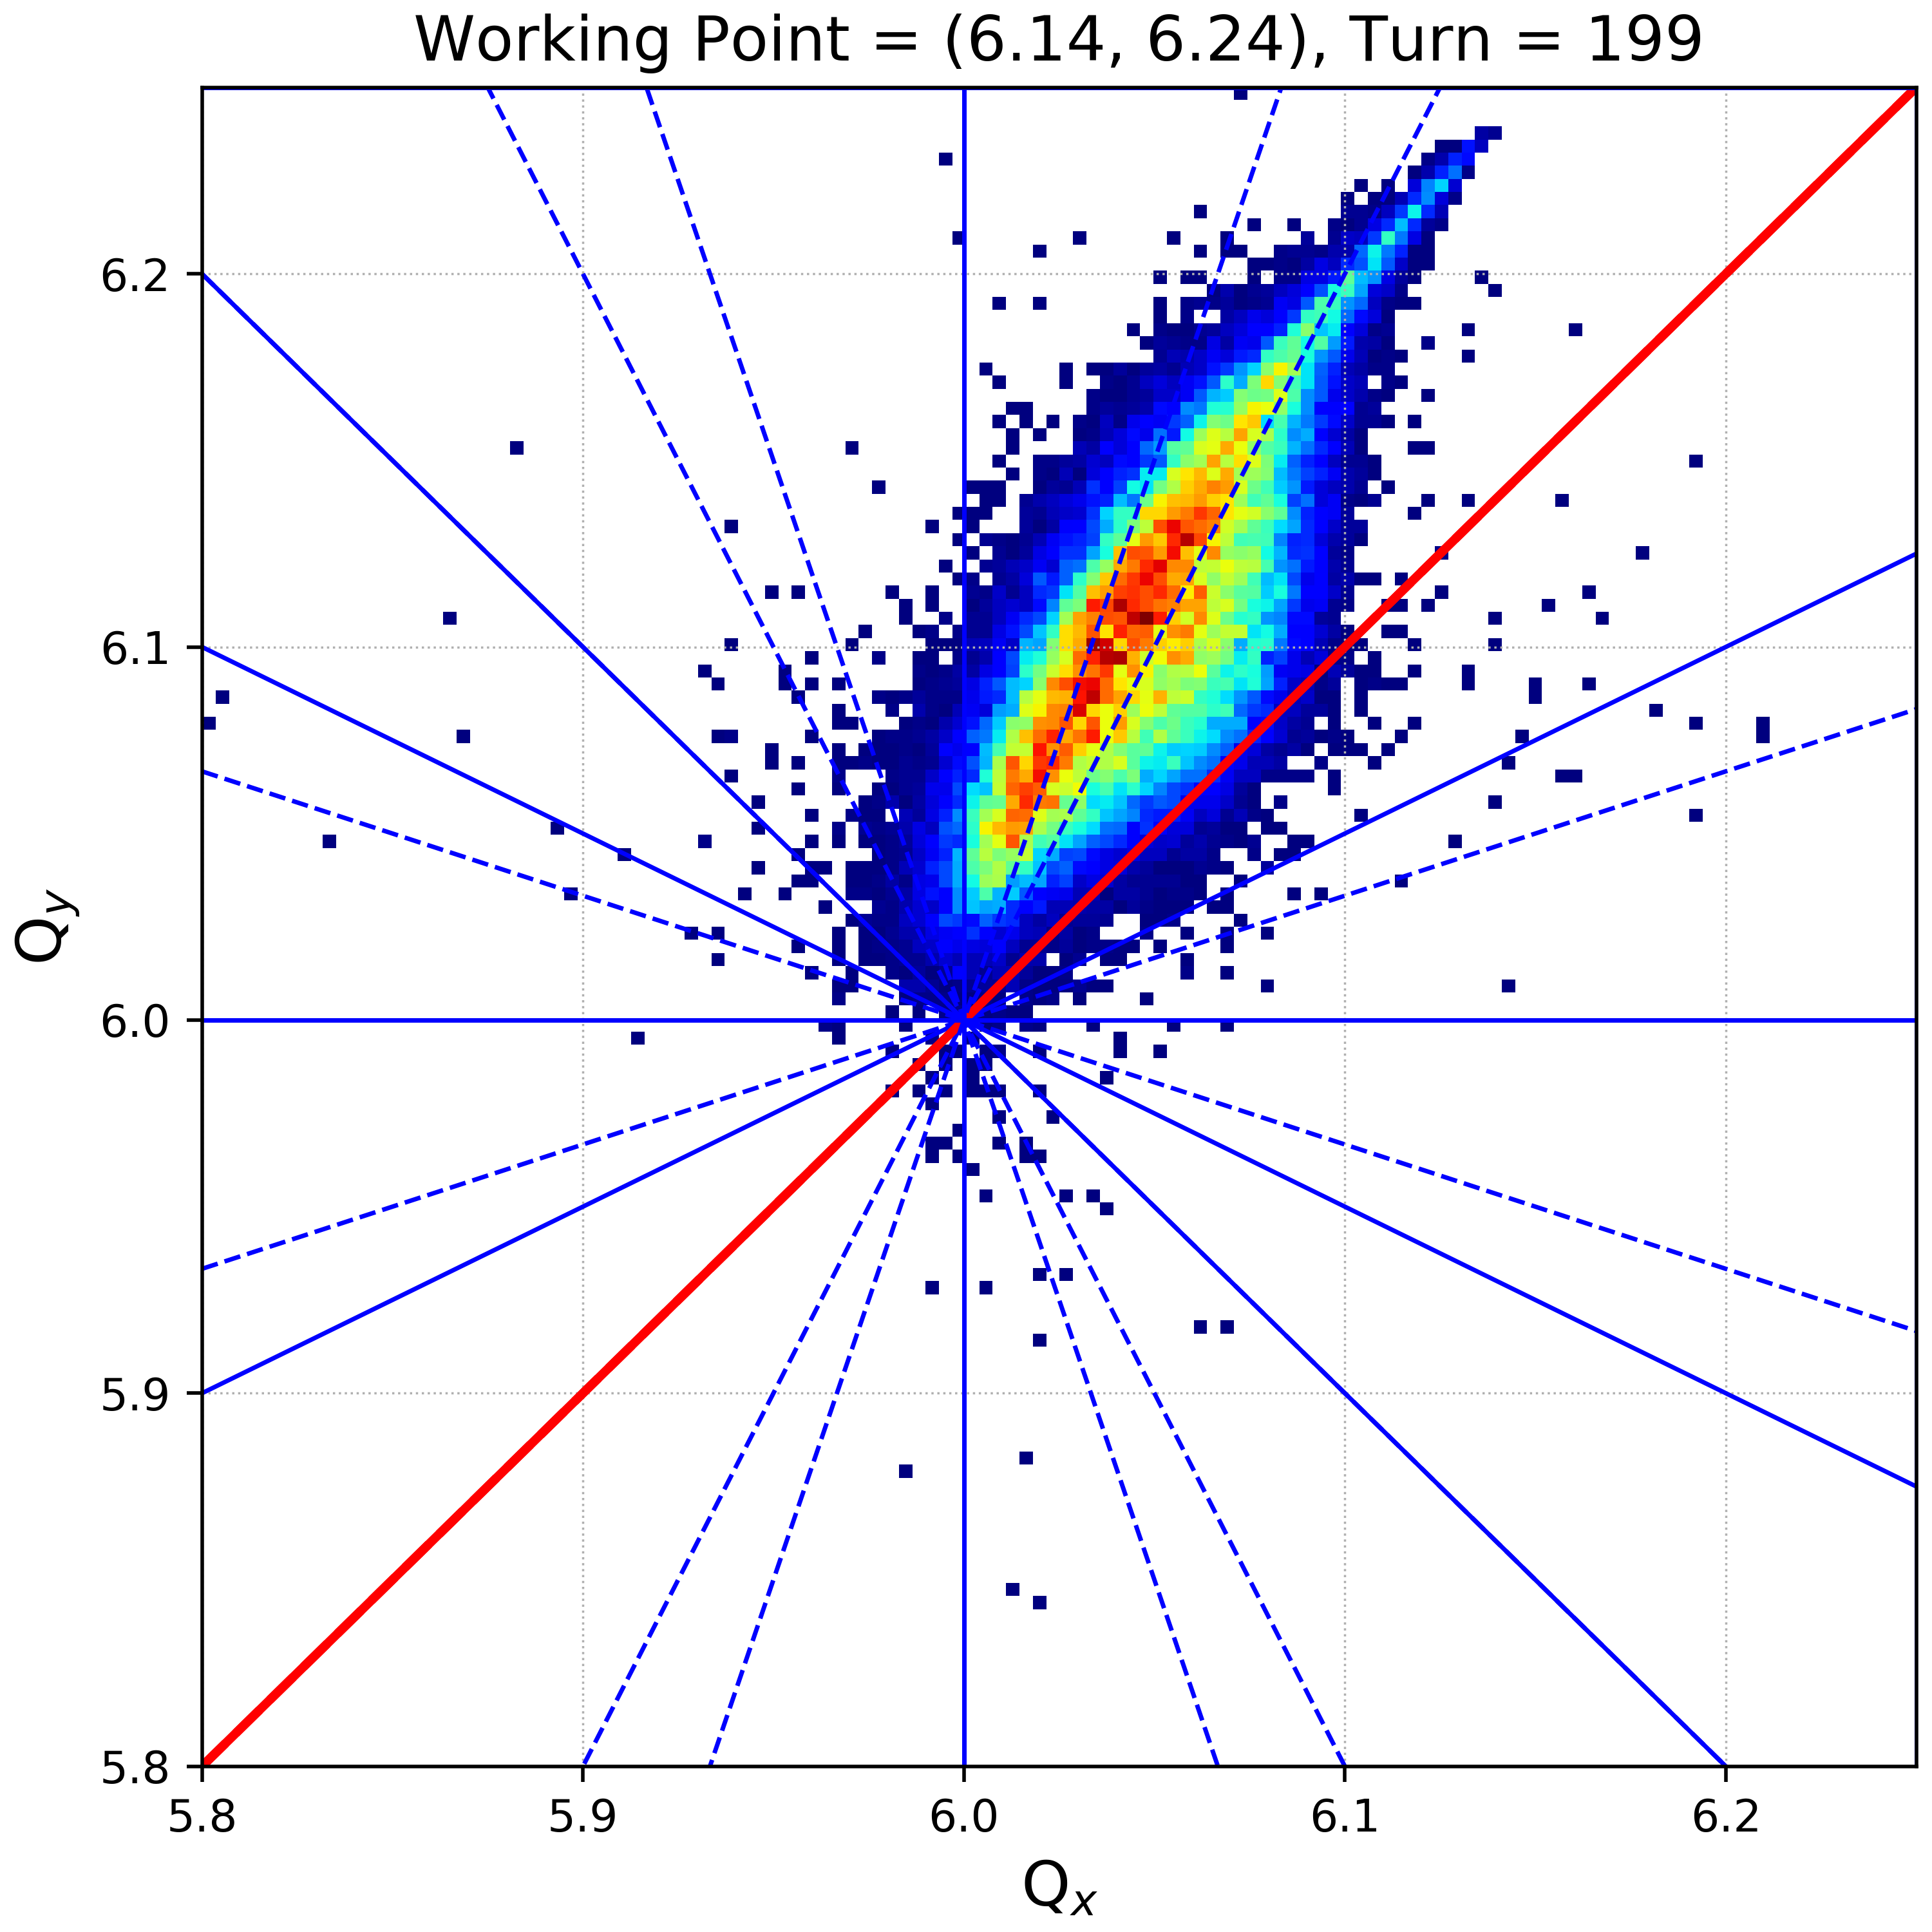 Working Point = (6.14, 6.24), Turn = 199
6.2
6.1
6.0
5.9
5.8
Qy
5.8 5.9 6.0 6.1 6.2
Qx